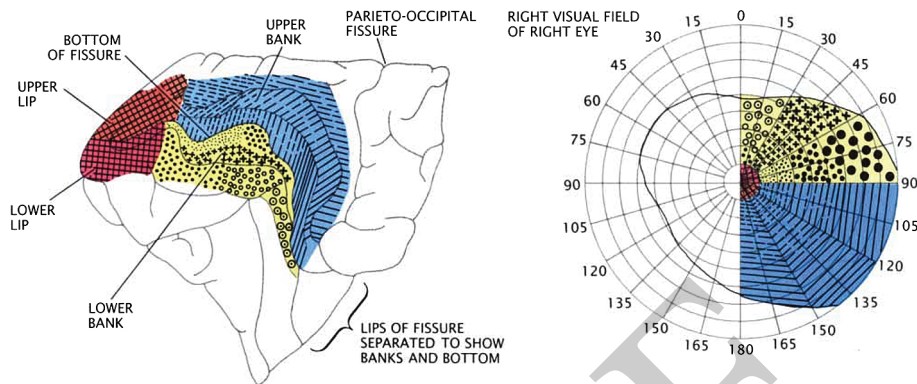 BOTTOM
OF FISSURE
UPPER
BANK
PARIETO-OCCIPITAL
FISSURE
UPPER
LIP
LOWER
LIP
LOWER
BANK
LIPS OF FISSURE
SEPARATED TO SHOW
BANKS AND BOTTOM
RIGHT VISUAL FIELD
OF RIGHT EYE
0
15
15
30
30
45
45
60
60
75
75
90
90
105
105
120
120
135
135
150
150
165
165
180
E